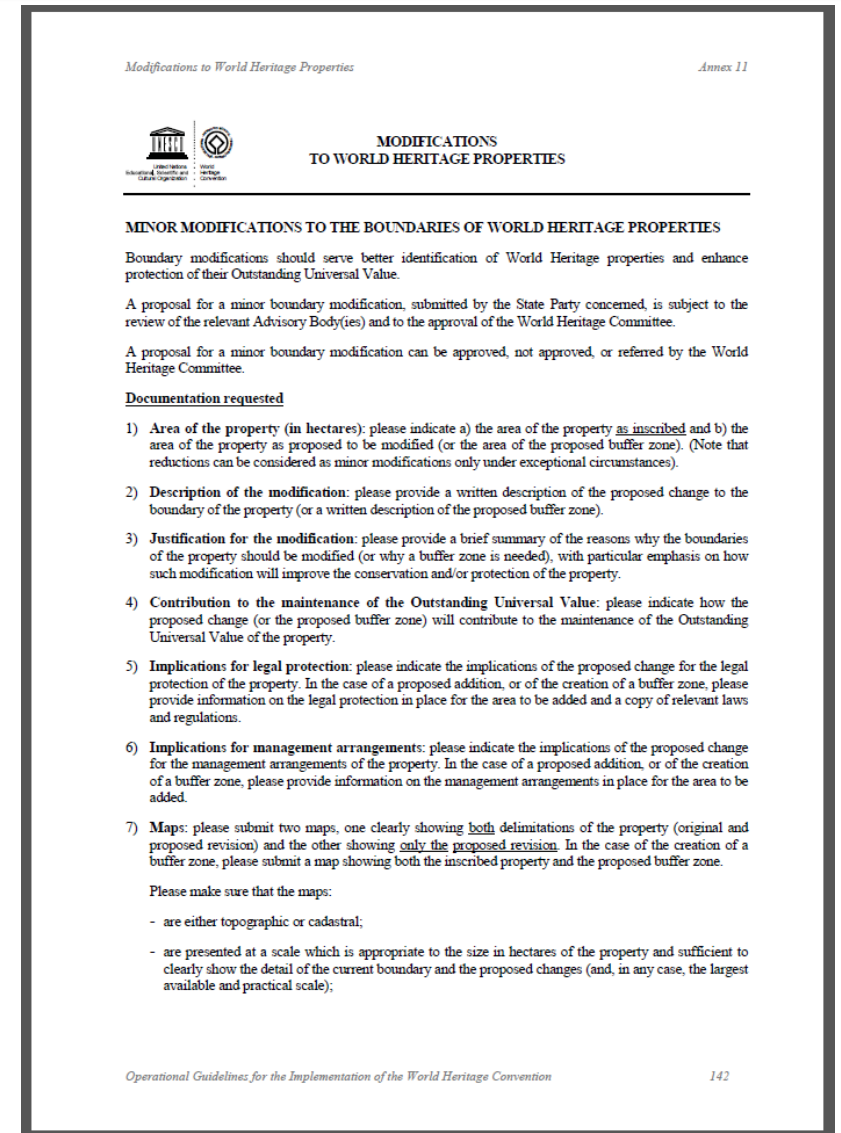 Modifications to World Heritage Properties Annex 11
UNESCO
United Nations
Educational, Scientific and
Cultural Organization
World
Heritage
Convention
MODIFICATIONS
TO WORLD HERITAGE PROPERTIES
MINOR MODIFICATIONS TO THE BOUNDARIES OF WORLD HERITAGE PROPERTIES
Boundary modifications should serve better identification of World Heritage properties and enhance
protection of their Outstanding Universal Value.
A proposal for a minor boundary modification, submitted by the State Party concerned, is subject to the
review of the relevant Advisory Body(ies) and to the approval of the World Heritage Committee.
A proposal for a minor boundary modification can be approved, not approved, or referred by the World
Heritage Committee.
Documentation requested
1) Area of the property (in hectares): please indicate a) the area of the property as inscribed and b) the
area of the property as proposed to be modified (or the area of the proposed buffer zone). (Note that
reductions can be considered as minor modifications only under exceptional circumstances).
2) Description of the modification: please provide a written description of the proposed change to the
boundary of the property (or a written description of the proposed buffer zone).
3) Justification for the modification: please provide a brief summary of the reasons why the boundaries
of the property should be modified (or why a buffer zone is needed), with particular emphasis on how
such modification will improve the conservation and/or protection of the property.
4) Contribution to the maintenance of the Outstanding Universal Value: please indicate how the
proposed change (or the proposed buffer zone) will contribute to the maintenance of the Outstanding
Universal Value of the property.
5) Implications for legal protection: please indicate the implications of the proposed change for the legal
protection of the property. In the case of a proposed addition, or of the creation of a buffer zone, please
provide information on the legal protection in place for the area to be added and a copy of relevant laws
and regulations.
6) Implications for management arrangements: please indicate the implications of the proposed change
for the management arrangements of the property. In the case of a proposed addition, or of the creation
of a buffer zone, please provide information on the management arrangements in place for the area to be
added.
7) Maps: please submit two maps, one clearly showing both delimitations of the property (original and
proposed revision) and the other showing only the proposed revision. In the case of the creation of a
buffer zone, please submit a map showing both the inscribed property and the proposed buffer zone.
Please make sure that the maps:
- are either topographic or cadastral;
- are presented at a scale which is appropriate to the size in hectares of the property and sufficient to
clearly show the detail of the current boundary and the proposed changes (and, in any case, the largest
available and practical scale);
Operational Guidelines for the Implementation of the World Heritage Convention 142